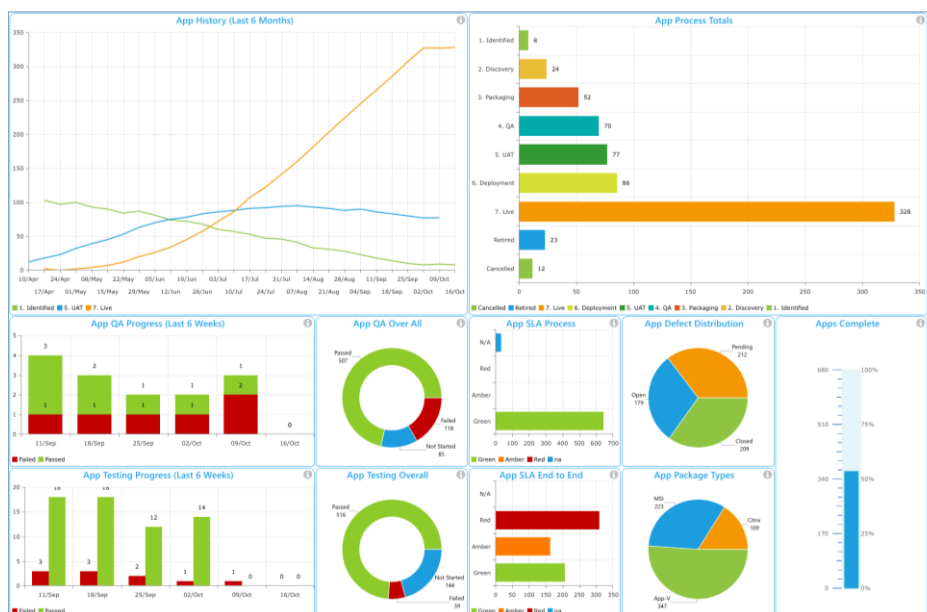 App History (Last 6 Months)
350
300
250
200
150
100
50
0
10/Apr 24/Apr 08/May 22/May 05/Jun 19/Jun 03/Jul 17/Jul 31/Jul 14/Aug 28/Aug 11/Sep 25/Sep 09/Oct
17/Apr 01/May 15/May 29/May 12/Jun 26/Jun 10/Jul 24/Jul 07/Aug 21/Aug 04/Sep 18/Sep 02/Oct 16/Oct
1. Identified 5. UAT 7. Live
App Process Totals
1. Identified 8
2. Discovery 24
3. Packaging 52
4. QA 70
5. UAT 77
6. Deployment 86
7. Live 328
Retired 23
Cancelled 12
0 50 100 150 200 250 300 350
Cancelled Retired 7. Live 6. Deployment 5. UAT 4. QA 3. Packaging 2. Discovery 1. Identified
App QA Progress (Last 6 Weeks)
5
4
3
2
1
0
3 2 1 1 1
1 1 1 1 2 0
11/Sep 18/Sep 25/Sep 02/Oct 09/Oct 16/Oct
Failed Passed
App QA Over All
Passed
507
Failed
118
Not Started
85
App SLA Process
N/A
Red
Amber
Green
0 100 200 300 400 500 600 700
Green Amber Red na
App Defect Distribution
Pending
212
Open
179
Closed
209
Apps Complete
680 100%
510 75%
340 50%
170 25%
0 0%
App Testing Progress (Last 6 Weeks)
20
15
10
5
0
3 18 3 18 2 12 1 14 1 0 0 0
11/Sep 18/Sep 25/Sep 02/Oct 09/Oct 16/Oct
Failed Passed
App Testing Overall
Passed
516
Not Started
144
Failed
39
App SLA End to End
N/A
Red
Amber
Green
0 50 100 150 200 250 300 350
Green Amber Red na
App Package Types
MSI
223
Citrix
109
App-V
347